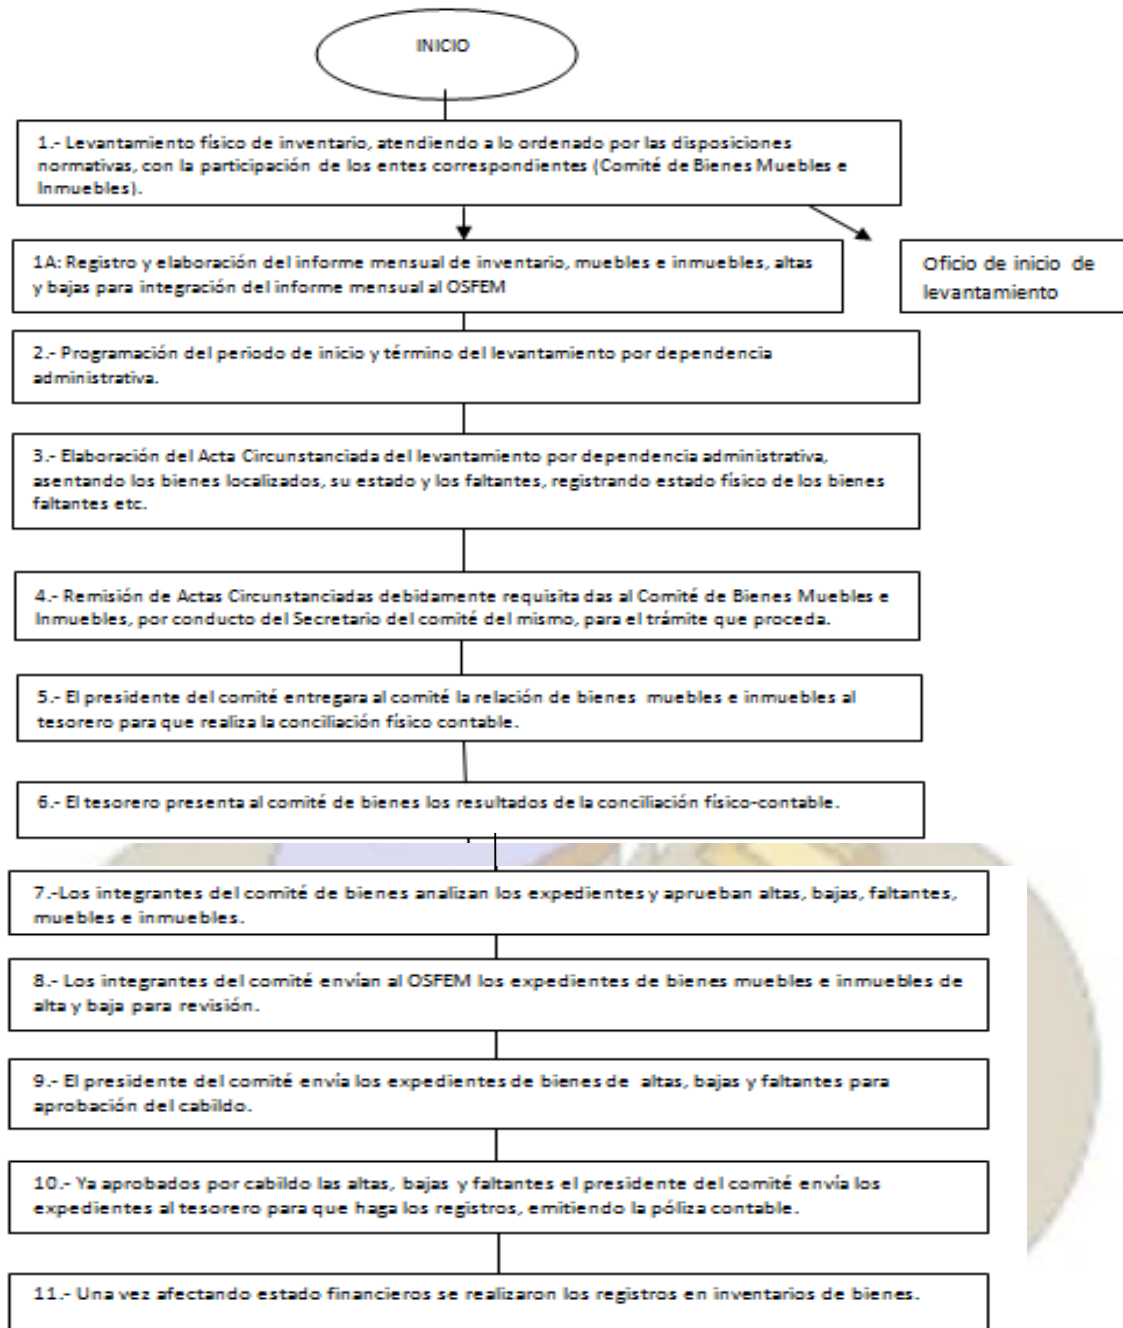 INICIO
1.- Levantamiento físico de inventario, atendiendo a lo ordenado por las disposiciones
normativas, con la participación de los entes correspondientes (Comité de Bienes Muebles e
Inmuebles).
1A: Registro y elaboración del informe mensual de inventario, muebles e inmuebles, altas
y bajas para integración del informe mensual al OSFEM
Oficio de inicio de
levantamiento
2.- Programación del periodo de inicio y término del levantamiento por dependencia
administrativa.
3.- Elaboración del Acta Circunstanciada del levantamiento por dependencia administrativa,
asentando los bienes localizados, su estado y los faltantes, registrando estado físico de los bienes
faltantes etc.
4.- Remisión de Actas Circunstanciadas debidamente requisita das al Comité de Bienes Muebles e
Inmuebles, por conducto del Secretario del comité del mismo, para el trámite que proceda.
5.- El presidente del comité entregara al comité la relación de bienes muebles e inmuebles al
tesorero para que realiza la conciliación físico contable.
6.- El tesorero presenta al comité de bienes los resultados de la conciliación físico-contable.
7.-Los integrantes del comité de bienes analizan los expedientes y aprueban altas, bajas, faltantes,
muebles e inmuebles.
8.- Los integrantes del comité envían al OSFEM los expedientes de bienes muebles e inmuebles de
alta y baja para revisión.
9.- El presidente del comité envía los expedientes de bienes de altas, bajas y faltantes para
aprobación del cabildo.
10.- Ya aprobados por cabildo las altas, bajas y faltantes el presidente del comité envía los
expedientes al tesorero para que haga los registros, emitiendo la póliza contable.
11.- Una vez afectando estado financieros se realizaron los registros en inventarios de bienes.